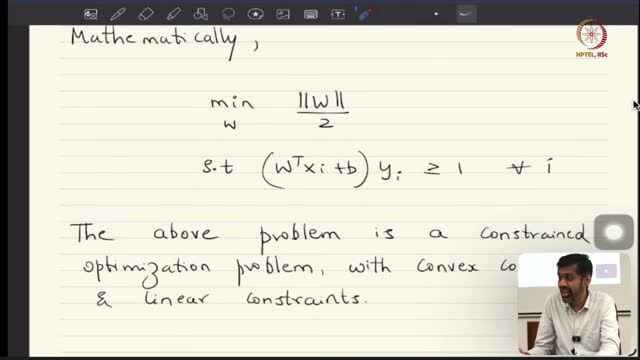 Mathematically,
min ||W||
w 2
s.t (WᵀXi + b) yi ≥ 1 ∀ i
The above problem is a constrained
optimization problem, with convex co
& linear constraints.
NPTEL, IISc